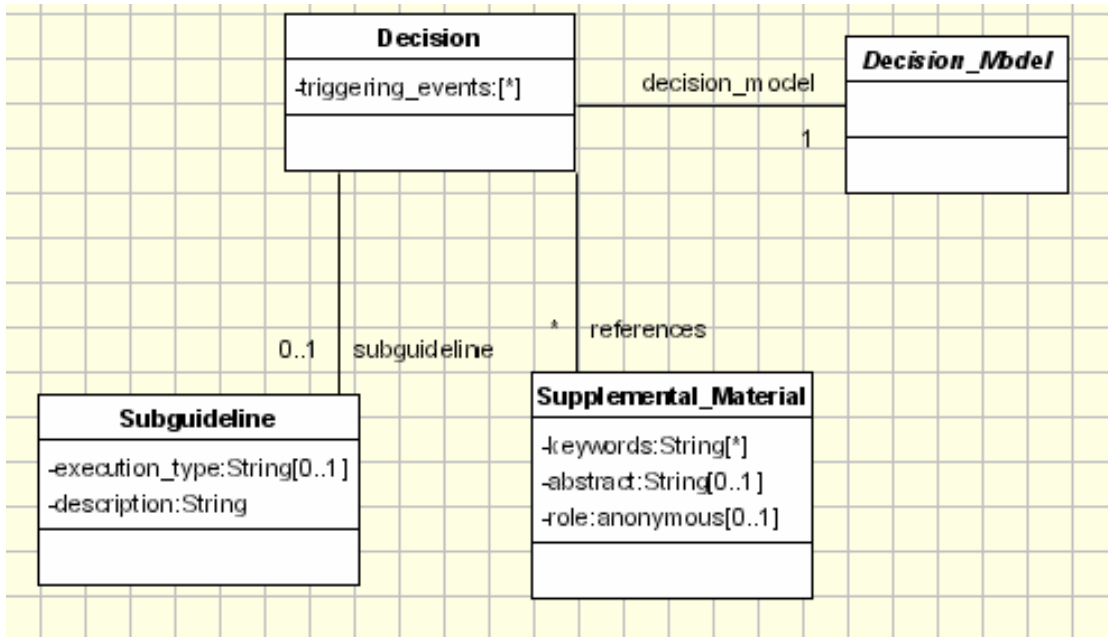 Decision
-triggering_events:[*]
decision_model
1
Decision_Model
0..1
subguideline
*
references
Subguideline
-execution_type:String[0..1]
-description:String
Supplemental_Material
-keywords:String[*]
-abstract:String[0..1]
-role:anonymous[0..1]